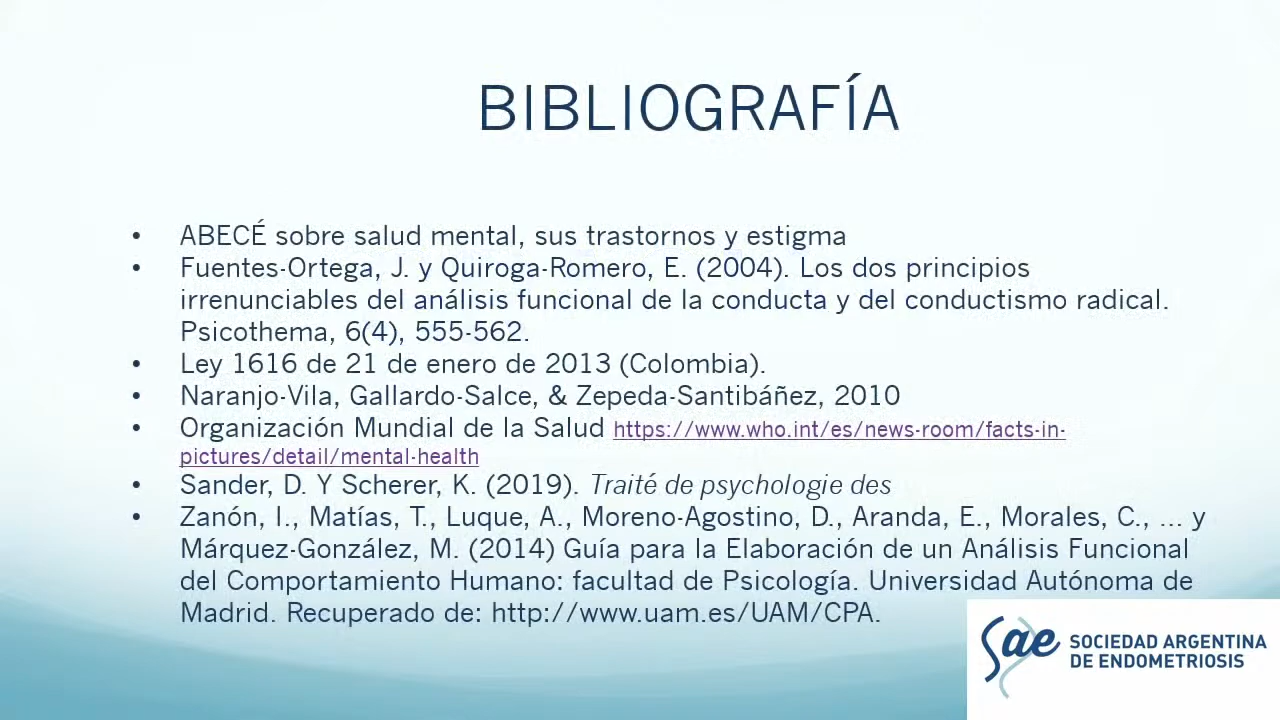 BIBLIOGRAFÍA
• ABECÉ sobre salud mental, sus trastornos y estigma
• Fuentes-Ortega, J. y Quiroga-Romero, E. (2004). Los dos principios
irrenunciables del análisis funcional de la conducta y del conductismo radical.
Psicothema, 6(4), 555-562.
• Ley 1616 de 21 de enero de 2013 (Colombia).
• Naranjo-Vila, Gallardo-Salce, & Zepeda-Santibáñez, 2010
• Organización Mundial de la Salud https://www.who.int/es/news-room/facts-in-
pictures/detail/mental-health
• Sander, D. Y Scherer, K. (2019). Traité de psychologie des
• Zanón, I., Matías, T., Luque, A., Moreno-Agostino, D., Aranda, E., Morales, C., ... y
Márquez-González, M. (2014) Guía para la Elaboración de un Análisis Funcional
del Comportamiento Humano: facultad de Psicología. Universidad Autónoma de
Madrid. Recuperado de: http://www.uam.es/UAM/CPA.
Sae SOCIEDAD ARGENTINA
DE ENDOMETRIOSIS